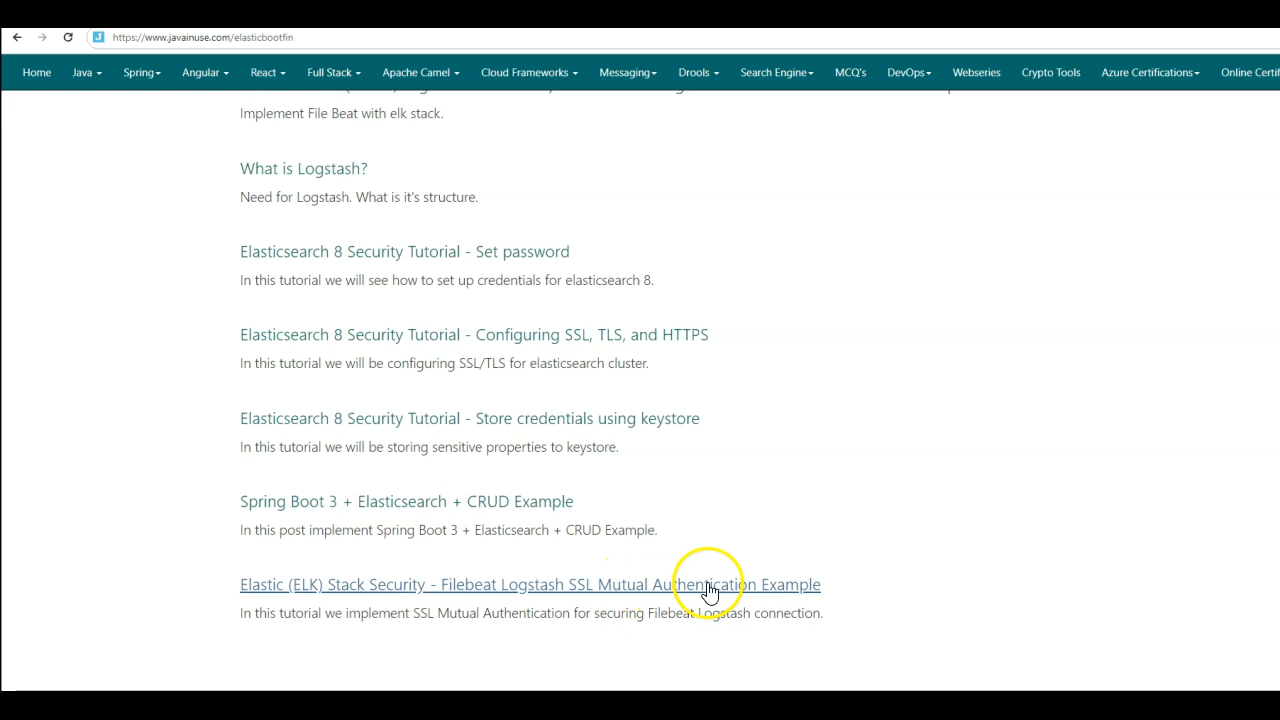 https://www.javainuse.com/elasticbootfin
Home Java Spring Angular React Full Stack Apache Camel Cloud Frameworks Messaging Drools Search Engine MCQ's DevOps Webseries Crypto Tools Azure Certifications Online Certif
Implement File Beat with elk stack.
What is Logstash?
Need for Logstash. What is it's structure.
Elasticsearch 8 Security Tutorial - Set password
In this tutorial we will see how to set up credentials for elasticsearch 8.
Elasticsearch 8 Security Tutorial - Configuring SSL, TLS, and HTTPS
In this tutorial we will be configuring SSL/TLS for elasticsearch cluster.
Elasticsearch 8 Security Tutorial - Store credentials using keystore
In this tutorial we will be storing sensitive properties to keystore.
Spring Boot 3 + Elasticsearch + CRUD Example
In this post implement Spring Boot 3 + Elasticsearch + CRUD Example.
Elastic (ELK) Stack Security - Filebeat Logstash SSL Mutual Authentication Example
In this tutorial we implement SSL Mutual Authentication for securing Filebeat Logstash connection.